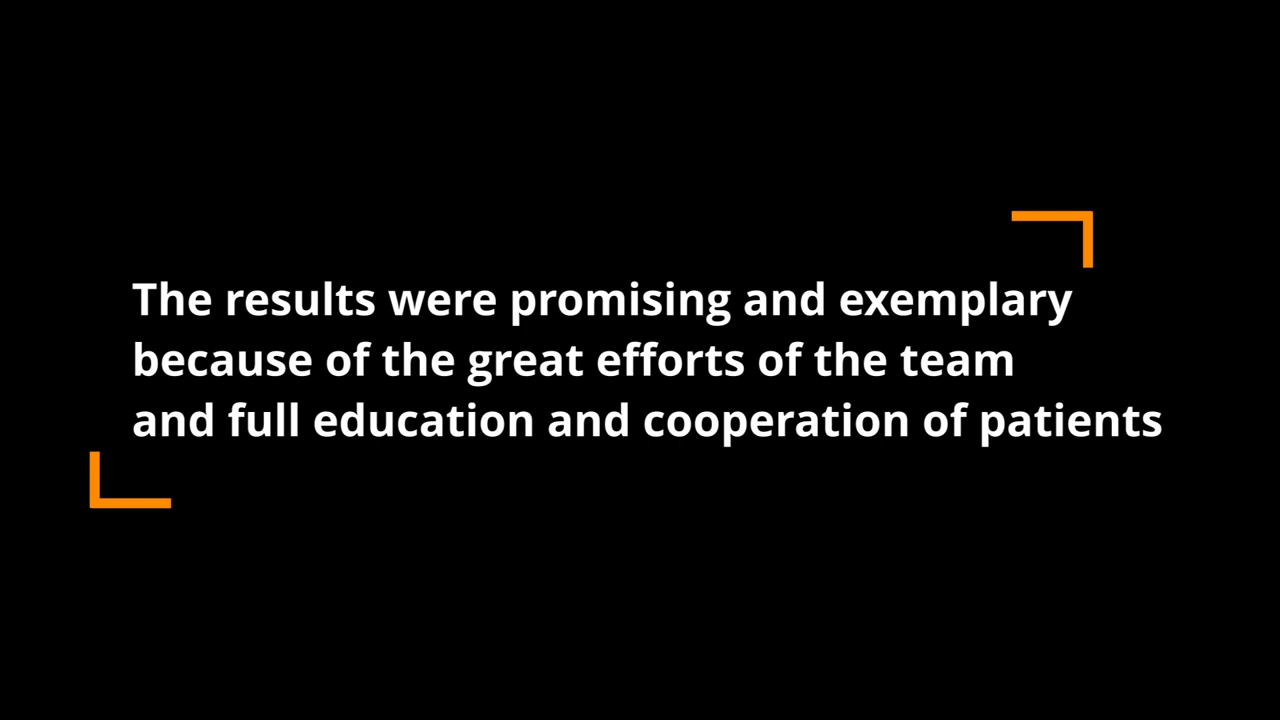 The results were promising and exemplary
because of the great efforts of the team
and full education and cooperation of patients